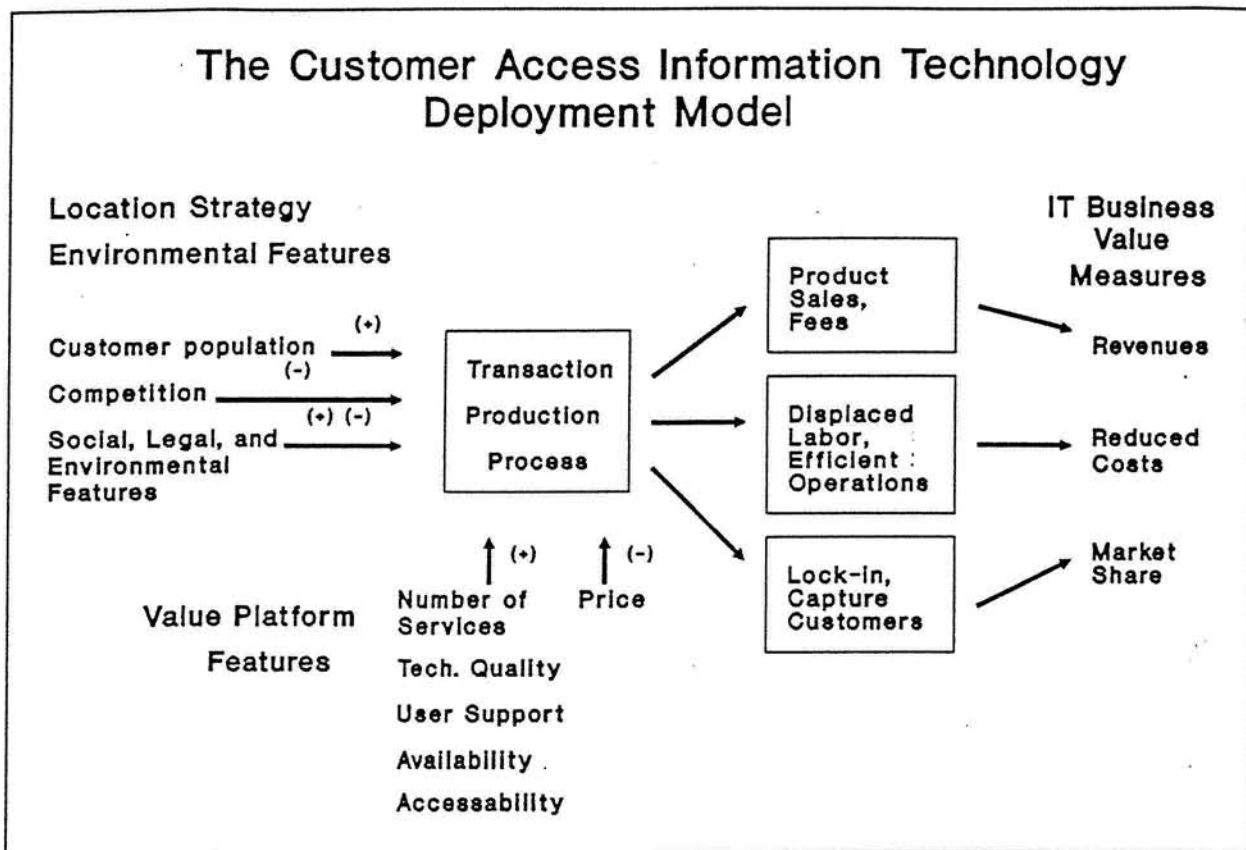 The Customer Access Information Technology
Deployment Model
Location Strategy
Environmental Features
Customer population
(+)
Competition
(-)
Social, Legal, and
Environmental
Features
(+) (-)
Transaction
Production
Process
Product
Sales,
Fees
Displaced
Labor,
Efficient :
Operations
Lock-in,
Capture
Customers
IT Business
Value
Measures
Revenues
Reduced
Costs
Market
Share
Value Platform
Features
(+)
Number of
Services
Tech. Quality
User Support
Availability
Accessability
(-)
Price